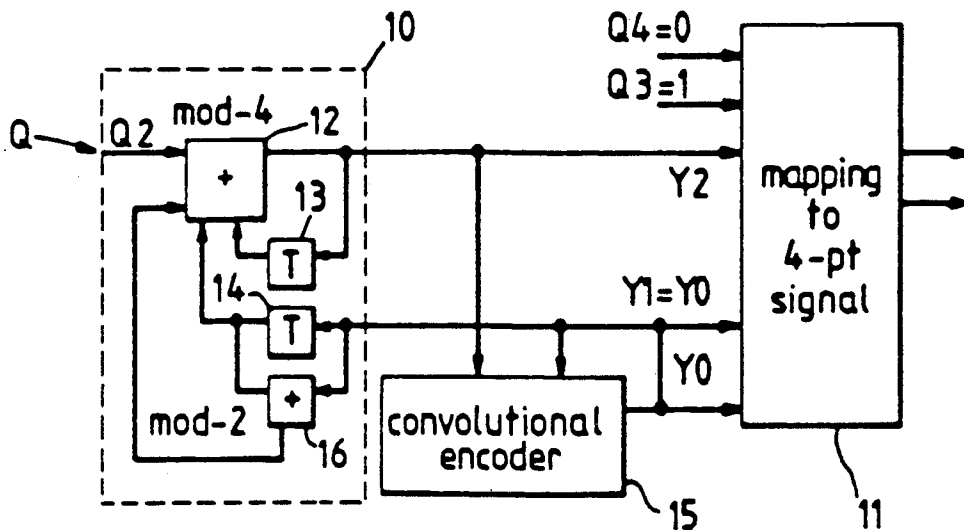 10
Q4=0
Q3=1
mod-4
12
Q
Q2
+
13
T
Y2
mapping
to
4-pt
signal
14
T
Y1=Y0
Y0
+
mod-2
16
convolutional
encoder
15
11